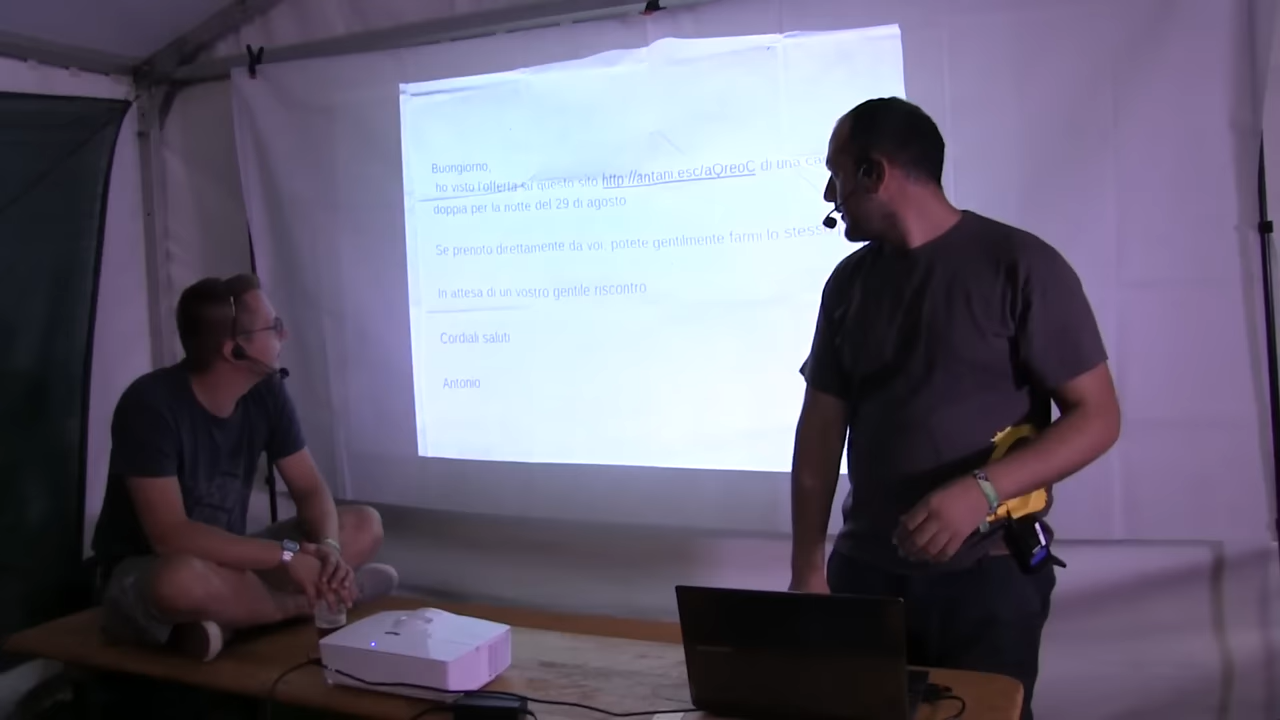 Buongiorno,
ho visto l'offerta su questo sito http://antani.esc/aQreoC di una
doppia per la notte del 29 di agosto
Se prenoto direttamente da voi, potete gentilmente farmi lo stesso
In attesa di un vostro gentile riscontro
Cordiali saluti
Antonio